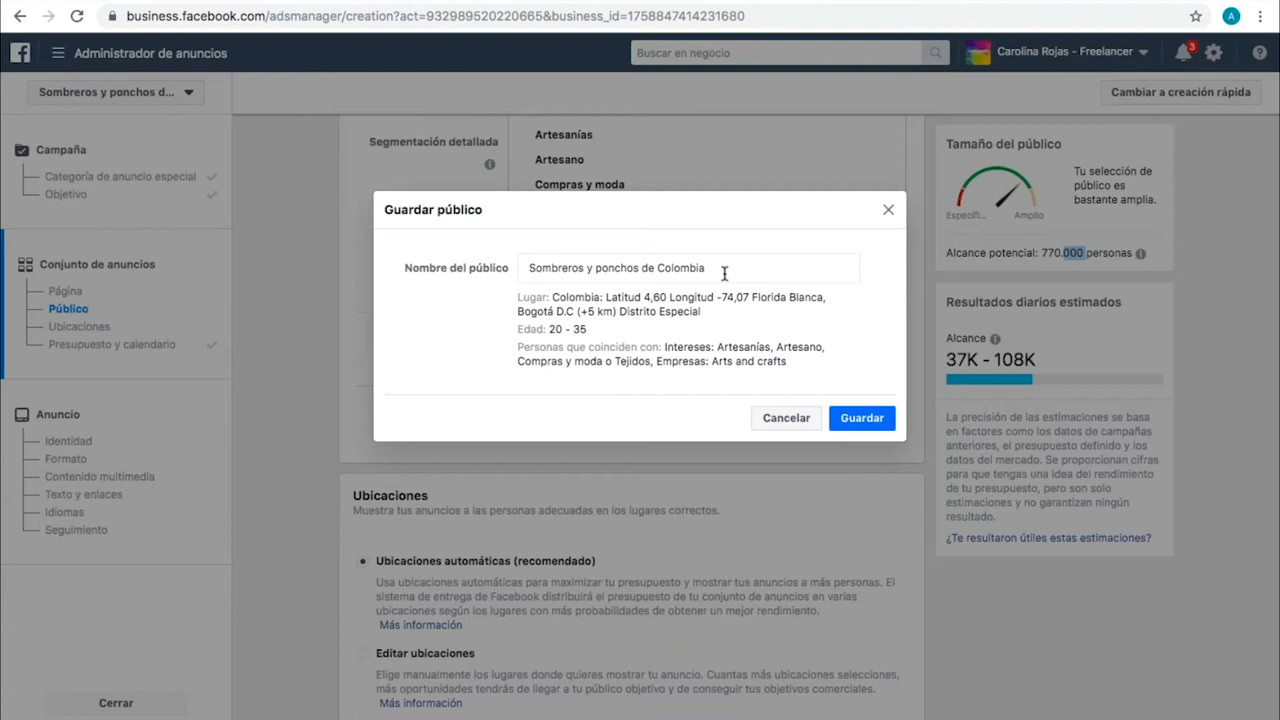 business.facebook.com/adsmanager/creation?act=932989520220665&business_id=1758847414231680
A
Administrador de anuncios
Buscar en negocio
Carolina Rojas - Freelancer
3
Sombreros y ponchos d...
Cambiar a creación rápida
Campaña
Categoría de anuncio especial
Objetivo
Conjunto de anuncios
Página
Público
Ubicaciones
Presupuesto y calendario
Anuncio
Identidad
Formato
Contenido multimedia
Texto y enlaces
Idiomas
Seguimiento
Cerrar
Segmentación detallada
Artesanías
Artesano
Compras y moda
Guardar público
Nombre del público
Sombreros y ponchos de Colombia
Lugar: Colombia: Latitud 4,60 Longitud -74,07 Florida Blanca,
Bogotá D.C (+5 km) Distrito Especial
Edad: 20 - 35
Personas que coinciden con: Intereses: Artesanías, Artesano,
Compras y moda o Tejidos, Empresas: Arts and crafts
Cancelar
Guardar
Ubicaciones
Muestra tus anuncios a las personas adecuadas en los lugares correctos.
Ubicaciones automáticas (recomendado)
Usa ubicaciones automáticas para maximizar tu presupuesto y mostrar tus anuncios a más personas. El
sistema de entrega de Facebook distribuirá el presupuesto de tu conjunto de anuncios en varias
ubicaciones según los lugares con más probabilidades de obtener un mejor rendimiento.
Más información
Editar ubicaciones
Elige manualmente los lugares donde quieres mostrar tu anuncio. Cuantas más ubicaciones selecciones,
más oportunidades tendrás de llegar a tu público objetivo y de conseguir tus objetivos comerciales.
Más información
Tamaño del público
Tu selección de
público es
bastante amplia.
Específi...
Amplio
Alcance potencial: 770.000 personas
Resultados diarios estimados
Alcance
37K - 108K
La precisión de las estimaciones se basa
en factores como los datos de campañas
anteriores, el presupuesto definido y los
datos del mercado. Se proporcionan cifras
para que tengas una idea del rendimiento
de tu presupuesto, pero son solo
estimaciones y no garantizan ningún
resultado.
¿Te resultaron útiles estas estimaciones?